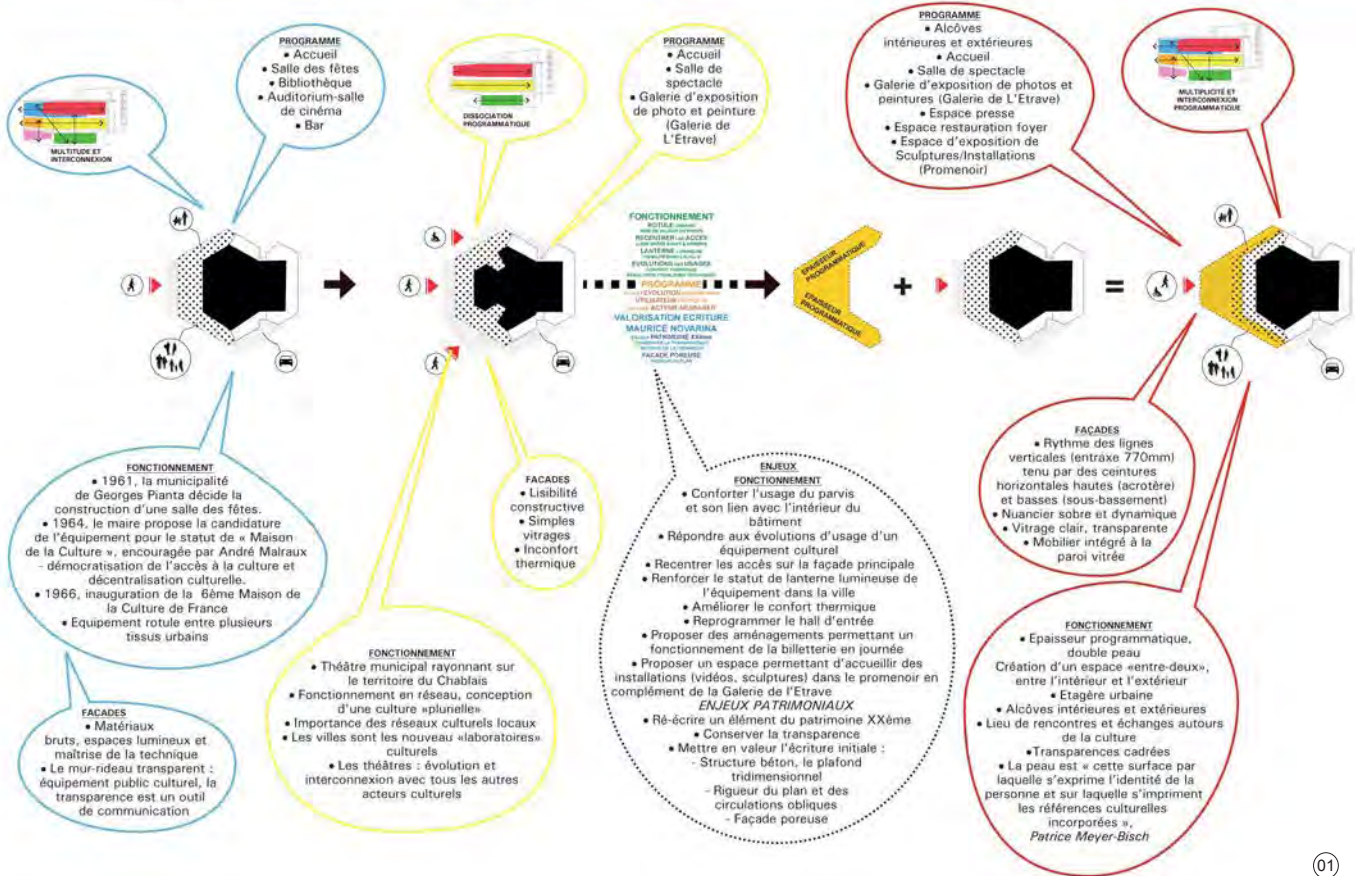 PROGRAMME
• Accueil
• Salle des fêtes
• Bibliothèque
• Auditorium-salle
de cinéma
• Bar
MULTITUDE ET
INTERCONNEXION
FONCTIONNEMENT
• 1961, la municipalité
de Georges Pianta décide la
construction d'une salle des fêtes.
• 1964, le maire propose la candidature
de l'équipement pour le statut de « Maison
de la Culture », encouragée par André Malraux
- démocratisation de l'accès à la culture et
décentralisation culturelle.
• 1966, inauguration de la 6ème Maison de
la Culture de France
• Equipement rotule entre plusieurs
tissus urbains
FACADES
• Matériaux
bruts, espaces lumineux et
maîtrise de la technique
• Le mur-rideau transparent :
équipement public culturel, la
transparence est un outil
de communication
DISSOCIATION
PROGRAMMATIQUE
PROGRAMME
• Accueil
• Salle de
spectacle
• Galerie d'exposition
de photo et peinture
(Galerie de
L'Etrave)
FACADES
• Lisibilité
constructive
• Simples
vitrages
• Inconfort
thermique
FONCTIONNEMENT
• Théâtre municipal rayonnant sur
le territoire du Chablais
• Fonctionnement en réseau, conception
d'une culture «plurielle»
• Importance des réseaux culturels locaux
• Les villes sont les nouveau «laboratoires»
culturels
• Les théâtres : évolution et
interconnexion avec tous les autres
acteurs culturels
FONCTIONNEMENT
ROTULE
RECENTRER LES ACCÈS
LANTERNE
EVOLUTIONS DES USAGES
PROGRAMME
EVOLUTION
UTILISATEUR
ACTEUR
VALORISATION ECRITURE
MAURICE NOVARINA
PATRIMOINE XXème
FACADE POREUSE
ENJEUX
FONCTIONNEMENT
• Conforter l'usage du parvis
et son lien avec l'intérieur du
bâtiment
• Répondre aux évolutions d'usage d'un
équipement culturel
• Recentrer les accès sur la façade principale
• Renforcer le statut de lanterne lumineuse de
l'équipement dans la ville
• Améliorer le confort thermique
• Reprogrammer le hall d'entrée
• Proposer des aménagements permettant un
fonctionnement de la billetterie en journée
• Proposer un espace permettant d'accueillir des
installations (vidéos, sculptures) dans le promenoir en
complément de la Galerie de l'Etrave
ENJEUX PATRIMONIAUX
• Ré-écrire un élément du patrimoine XXème
• Conserver la transparence
• Mettre en valeur l'écriture initiale :
- Structure béton, le plafond
tridimensionnel
- Rigueur du plan et des
circulations obliques
- Façade poreuse
EPAISSEUR
PROGRAMMATIQUE
EPAISSEUR
PROGRAMMATIQUE
+
=
PROGRAMME
• Alcôves
intérieures et extérieures
• Accueil
• Salle de spectacle
• Galerie d'exposition de photos et
peintures (Galerie de L'Etrave)
• Espace presse
• Espace restauration foyer
• Espace d'exposition de
Sculptures/Installations
(Promenoir)
MULTIPLICITÉ ET
INTERCONNEXION
PROGRAMMATIQUE
FAÇADES
• Rythme des lignes
verticales (entraxe 770mm)
tenu par des ceintures
horizontales hautes (acrotère)
et basses (sous-bassement)
• Nuancier sobre et dynamique
• Vitrage clair, transparente
• Mobilier intégré à la
paroi vitrée
FONCTIONNEMENT
• Epaisseur programmatique,
double peau
Création d'un espace «entre-deux»,
entre l'intérieur et l'extérieur
• Etagère urbaine
• Alcôves intérieures et extérieures
• Lieu de rencontres et échanges autours
de la culture
•Transparences cadrées
• La peau est « cette surface par
laquelle s'exprime l'identité de la
personne et sur laquelle s'impriment
les références culturelles
incorporées »,
Patrice Meyer-Bisch
01